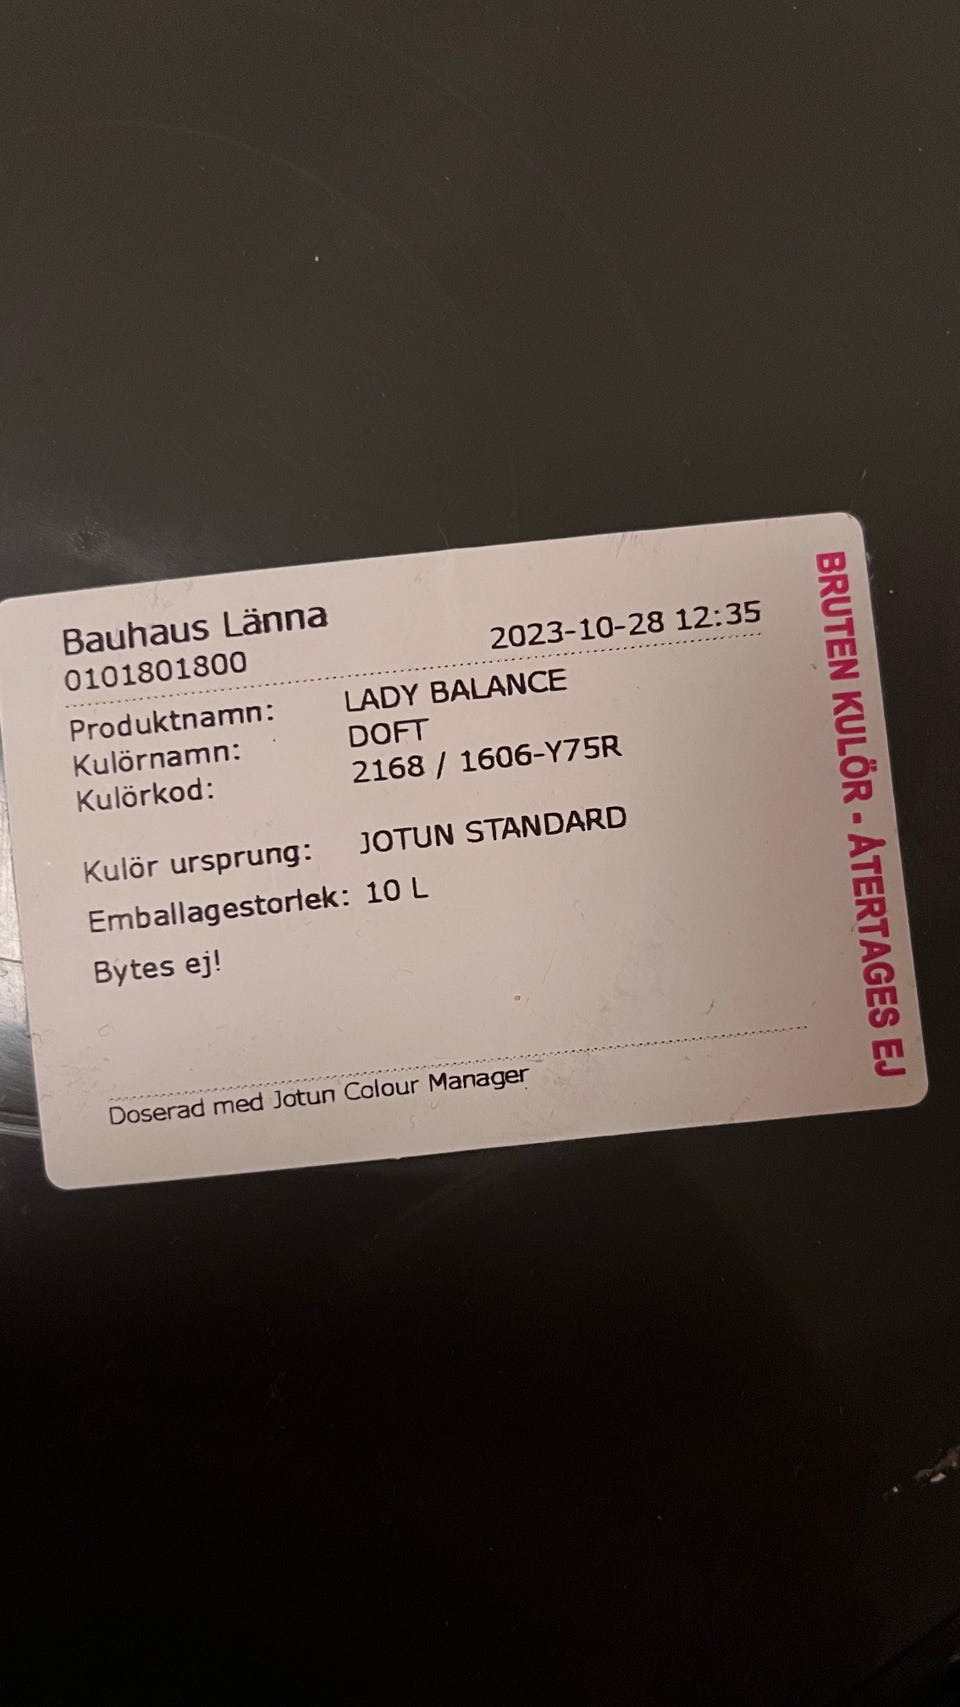 Bauhaus Länna
0101801800
2023-10-28 12:35
Produktnamn: LADY BALANCE
Kulörnamn: DOFT
Kulörkod: 2168 / 1606-Y75R
Kulör ursprung: JOTUN STANDARD
Emballagestorlek: 10 L
Bytes ej!
Doserad med Jotun Colour Manager
BRUTEN KULÖR - ÅTERTAGES EJ